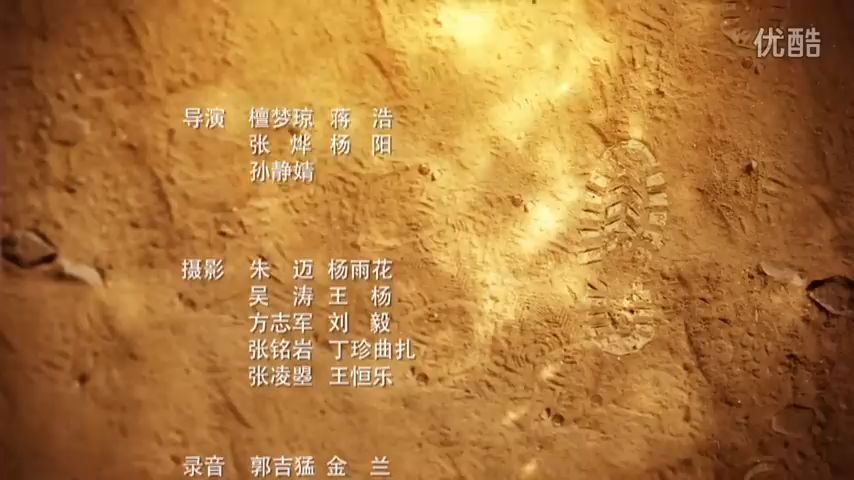 优酷
导演 檀梦琼 蒋 浩
张 烨 杨 阳
孙静婧
摄影 朱 迈 杨雨花
吴 涛 王 杨
方志军 刘 毅
张铭岩 丁珍曲扎
张凌曌 王恒乐
录音 郭吉猛 金 兰